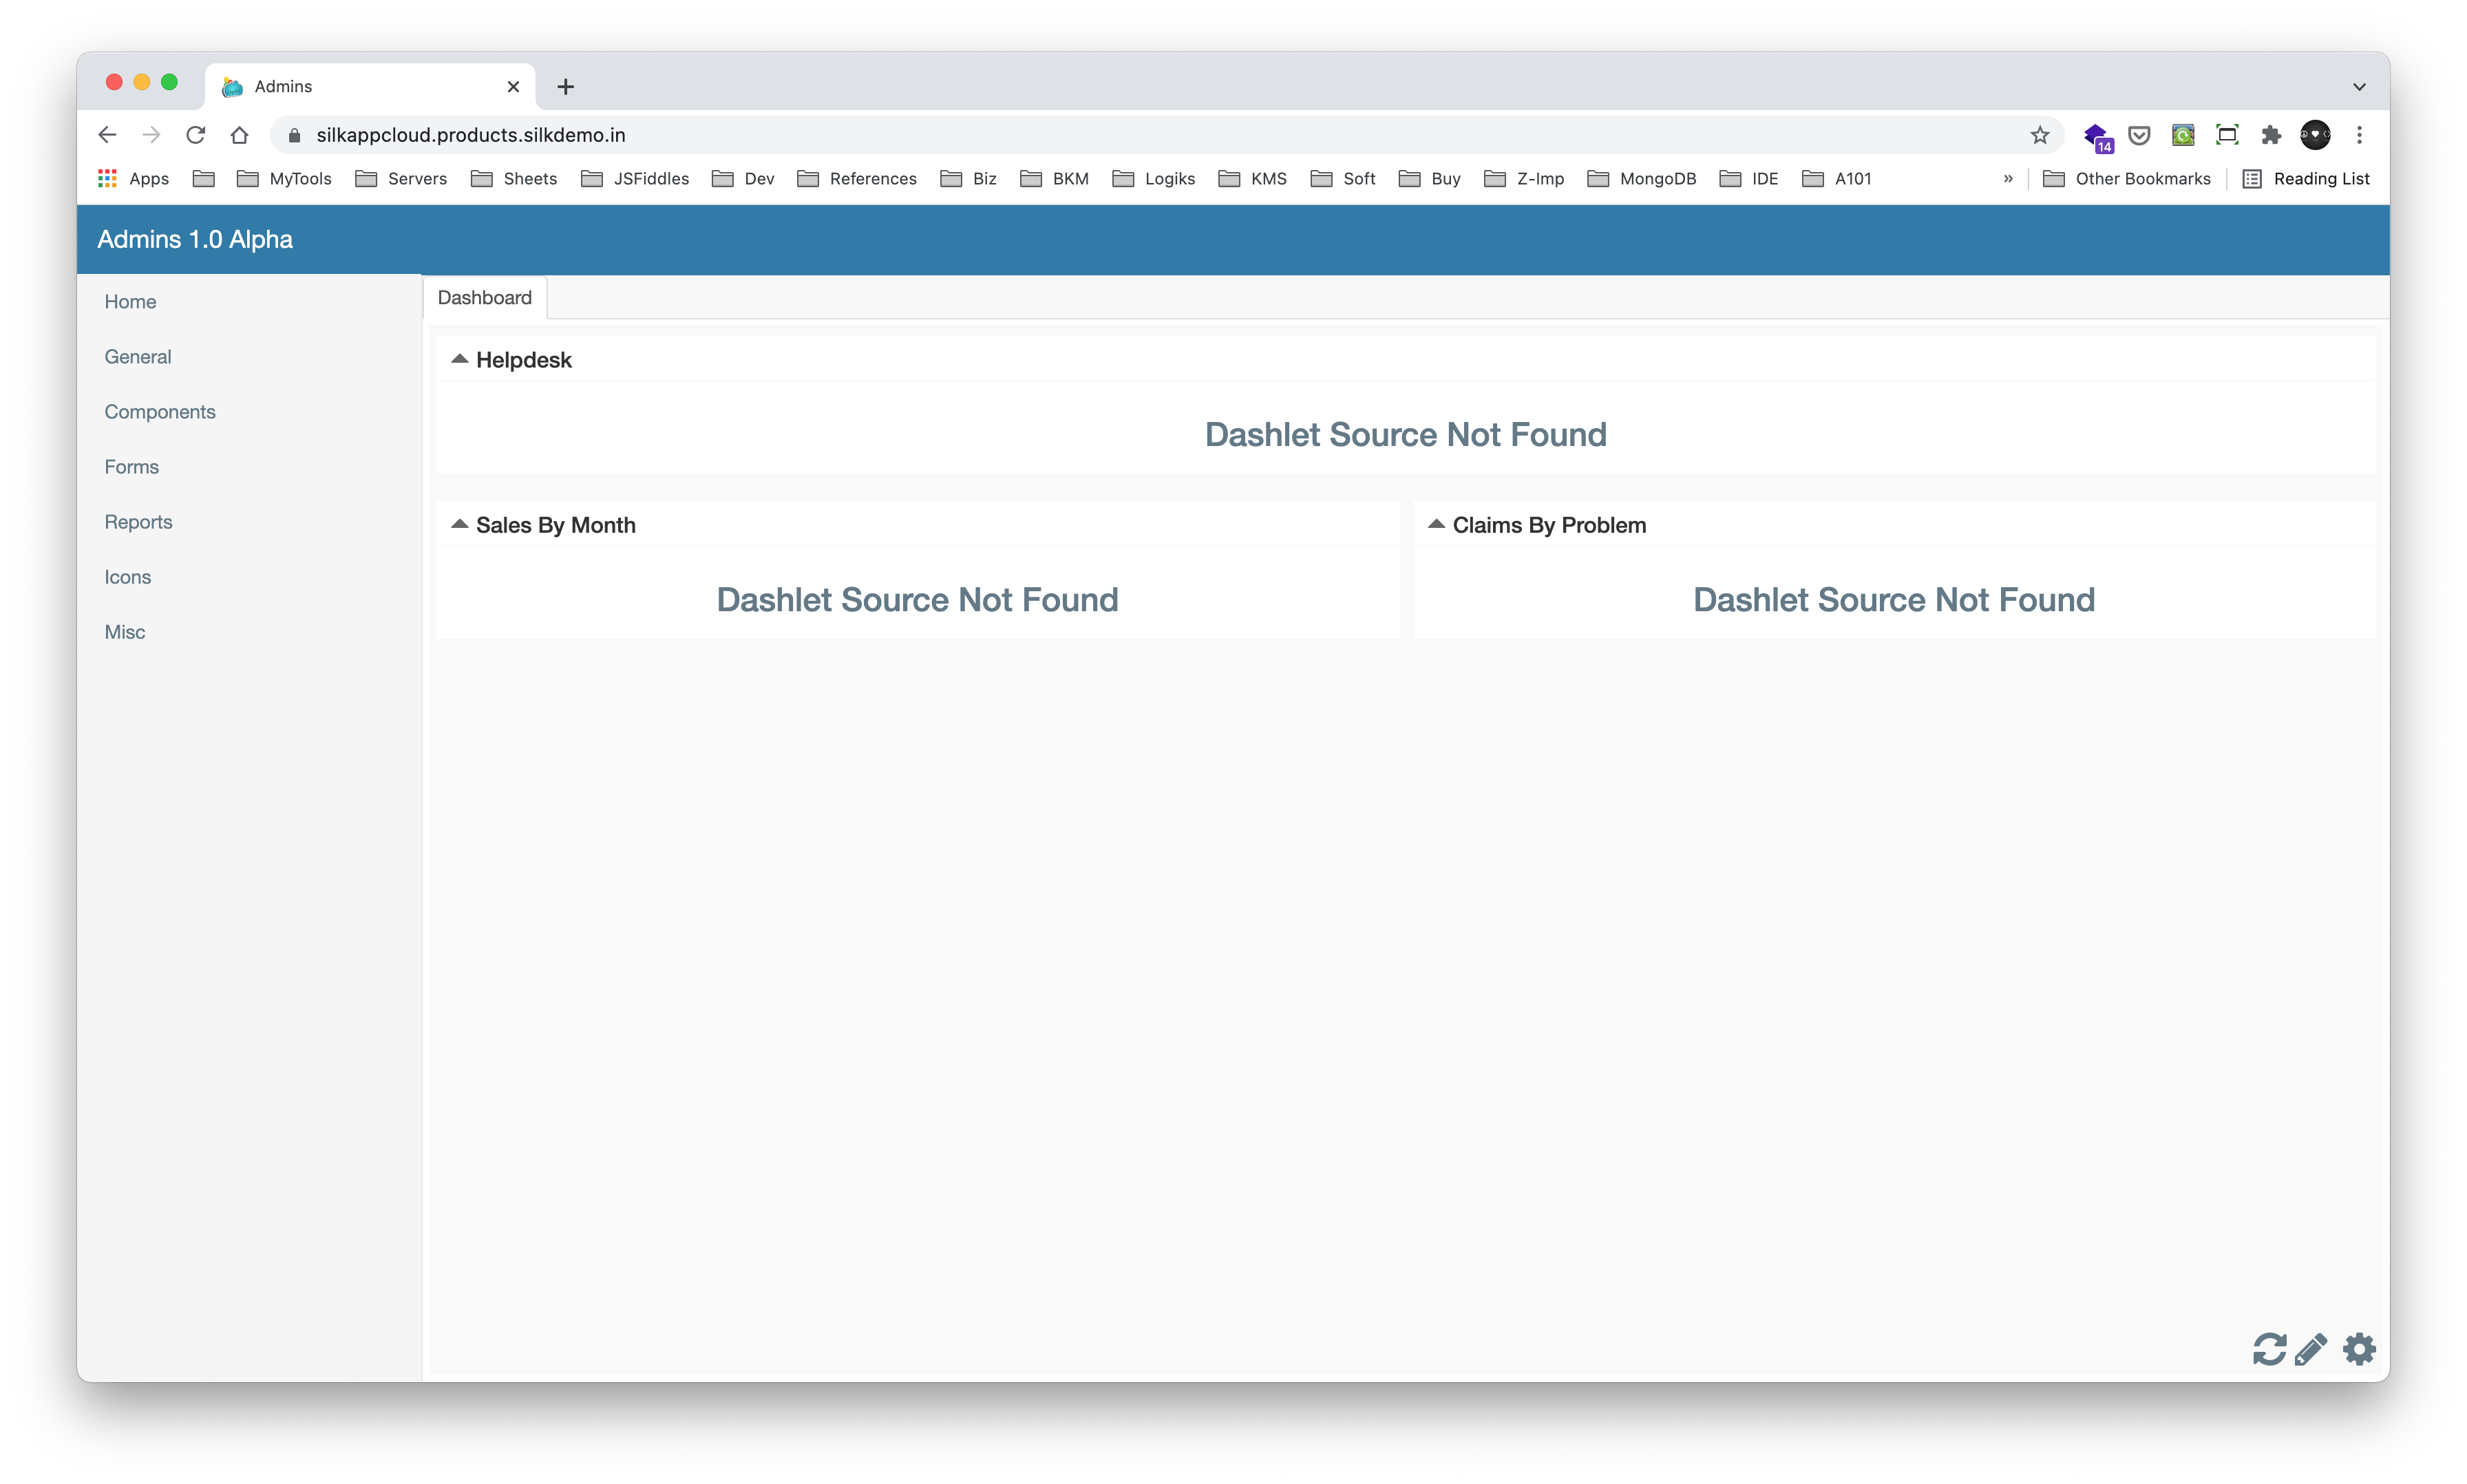 Admins
silkappcloud.products.silkdemo.in
14
Apps MyTools Servers Sheets JSFiddles Dev References Biz BKM Logiks KMS Soft Buy Z-Imp MongoDB IDE A101 » Other Bookmarks Reading List
Admins 1.0 Alpha
Home
General
Components
Forms
Reports
Icons
Misc
Dashboard
Helpdesk
Dashlet Source Not Found
Sales By Month
Dashlet Source Not Found
Claims By Problem
Dashlet Source Not Found